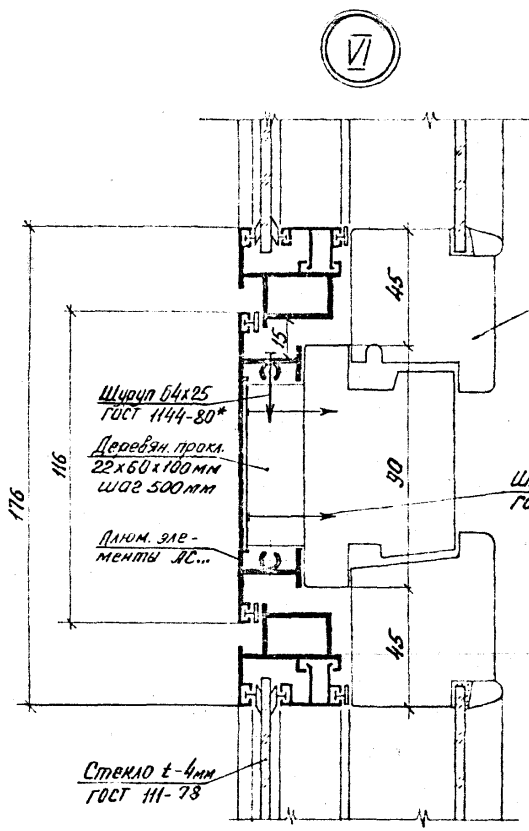 VI
45
15
Шуруп б4х25
ГОСТ 1144-80*
Деревян. прокл.
22х60х100мм
шаг 500мм
90
116
176
Алюм. эле-
менты АС...
45
Стекло t-4мм
ГОСТ 111-78